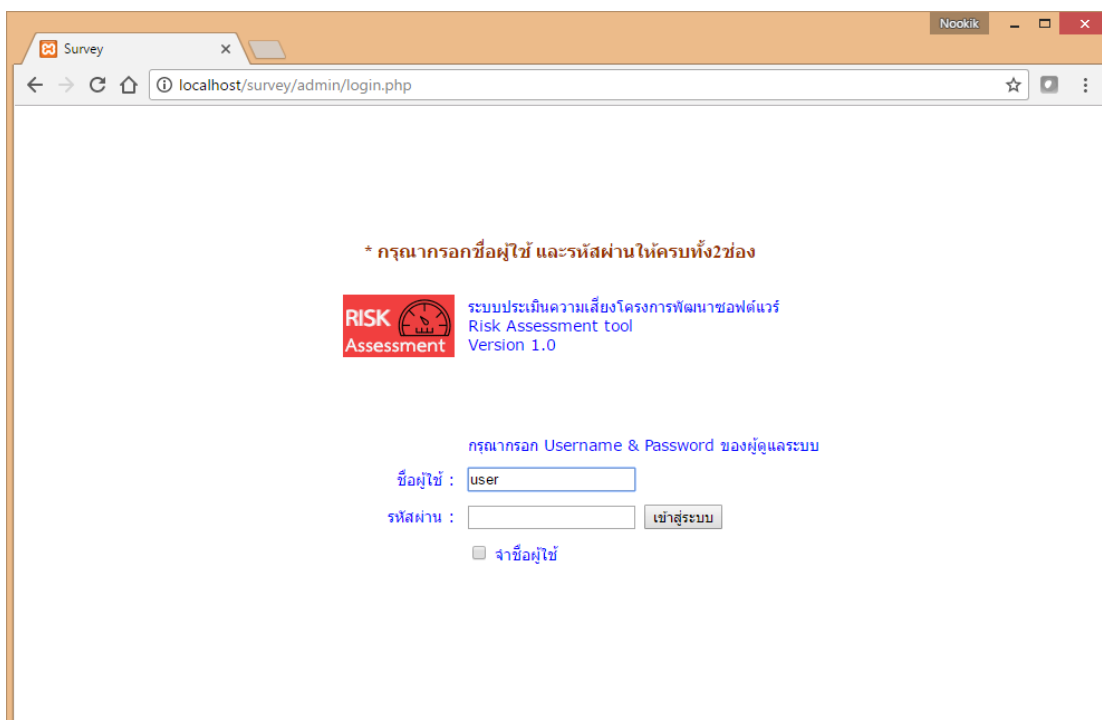 Nookik
Survey
localhost/survey/admin/login.php
* กรุณากรอกชื่อผู้ใช้ และรหัสผ่านให้ครบทั้ง2ช่อง
RISK
Assessment
ระบบประเมินความเสี่ยงโครงการพัฒนาซอฟต์แวร์
Risk Assessment tool
Version 1.0
กรุณากรอก Username & Password ของผู้ดูแลระบบ
ชื่อผู้ใช้ : user
รหัสผ่าน : เข้าสู่ระบบ
จำชื่อผู้ใช้